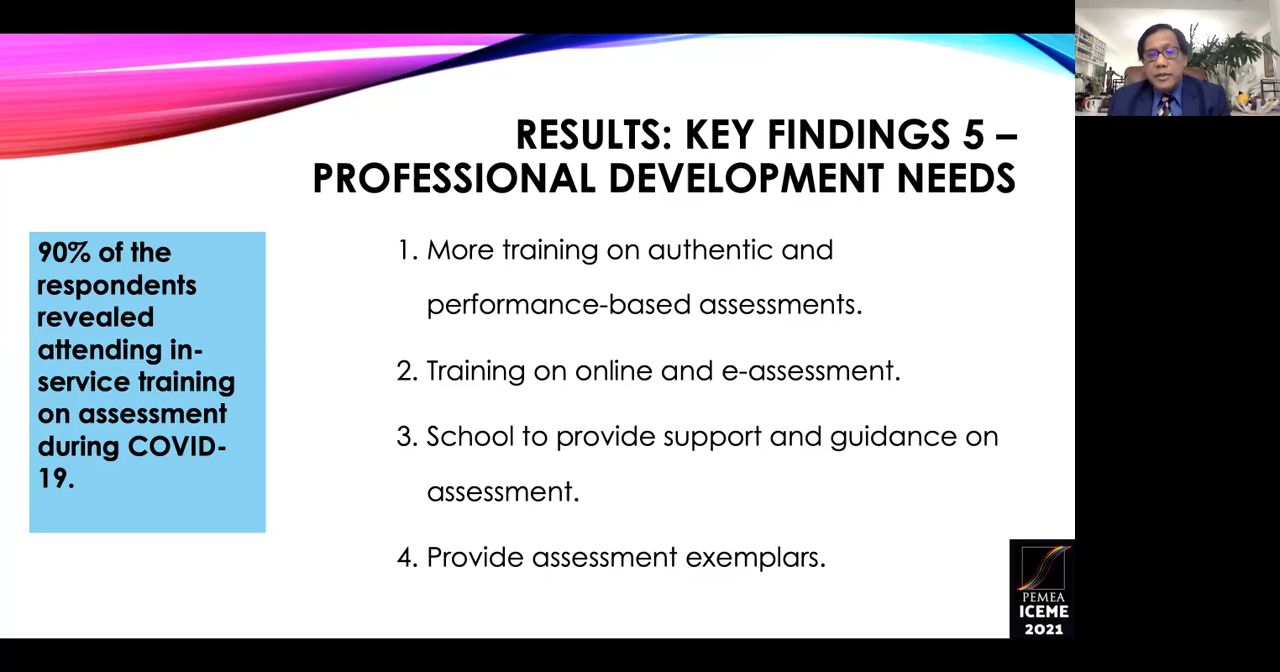 RESULTS: KEY FINDINGS 5 –
PROFESSIONAL DEVELOPMENT NEEDS
90% of the
respondents
revealed
attending in-
service training
on assessment
during COVID-
19.
1. More training on authentic and
performance-based assessments.
2. Training on online and e-assessment.
3. School to provide support and guidance on
assessment.
4. Provide assessment exemplars.
PEMEA
ICEME
2021